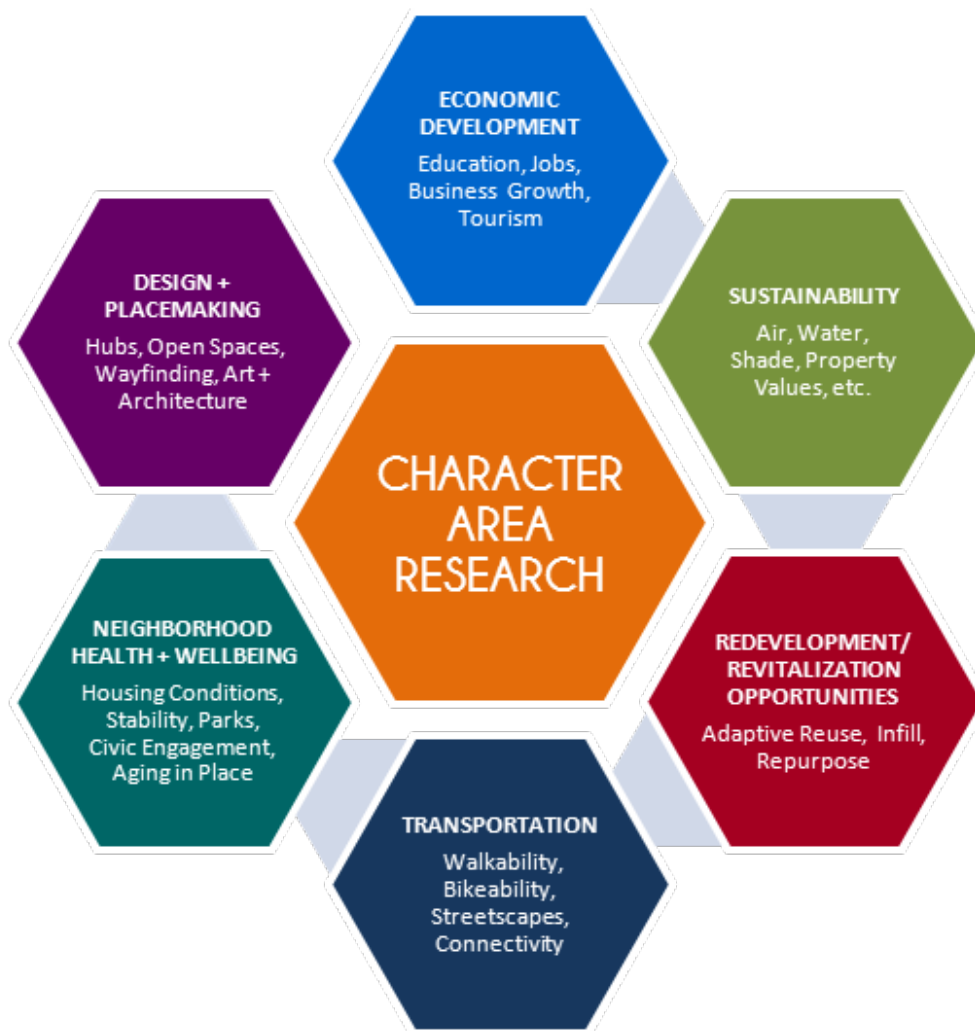 ECONOMIC
DEVELOPMENT
Education, Jobs,
Business Growth,
Tourism
DESIGN +
PLACEMAKING
Hubs, Open Spaces,
Wayfinding, Art +
Architecture
SUSTAINABILITY
Air, Water,
Shade, Property
Values, etc.
CHARACTER
AREA
RESEARCH
NEIGHBORHOOD
HEALTH + WELLBEING
Housing Conditions,
Stability, Parks,
Civic Engagement,
Aging in Place
REDEVELOPMENT/
REVITALIZATION
OPPORTUNITIES
Adaptive Reuse, Infill,
Repurpose
TRANSPORTATION
Walkability,
Bikeability,
Streetscapes,
Connectivity